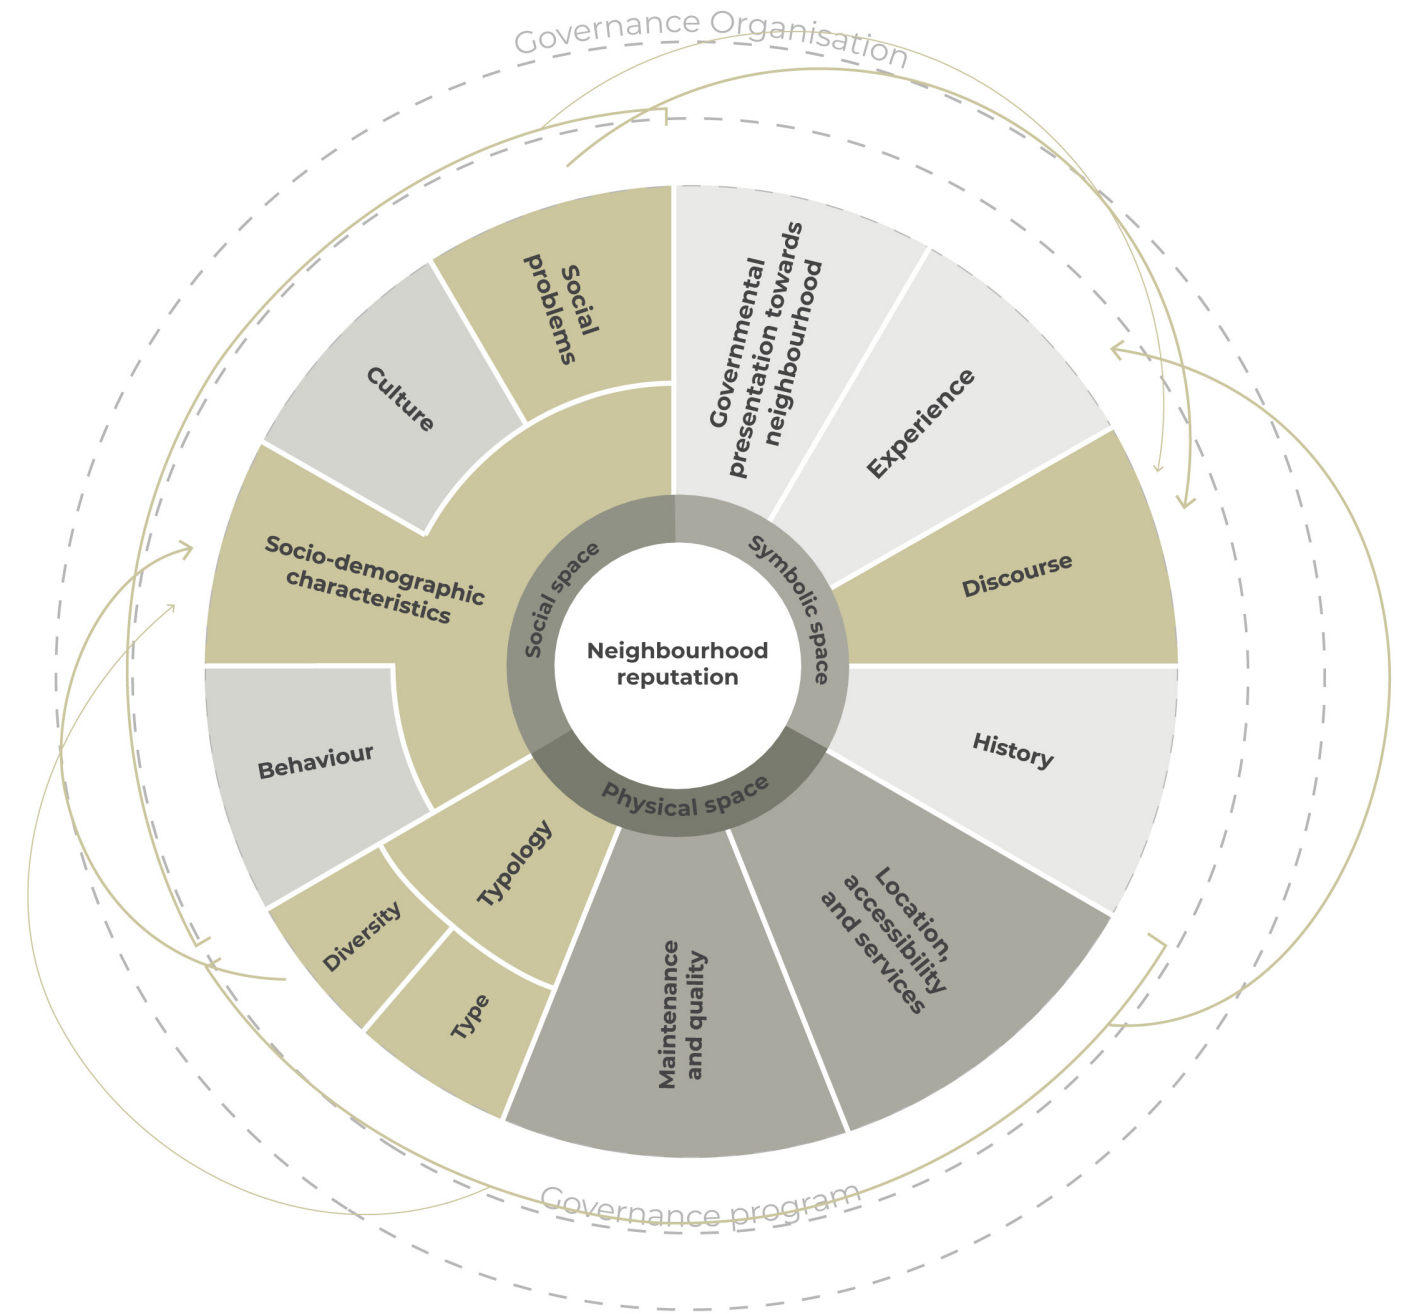 Governance Organisation
Social
problems
Governmental
presentation towards
neighbourhood
Culture
Experience
Socio-demographic
characteristics
Discourse
Social space
Symbolic space
Neighbourhood
reputation
Physical space
Behaviour
History
Typology
Diversity
Type
Maintenance
and quality
Location,
accessibility
and services
Governance program